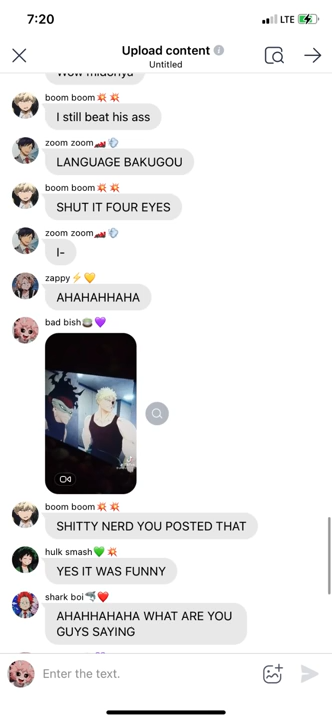 7:20
LTE
Upload content
Untitled
Wow midoriya
boom boom💥 💥
I still beat his ass
zoom zoom🏎️ 💨
LANGUAGE BAKUGOU
boom boom💥 💥
SHUT IT FOUR EYES
zoom zoom🏎️ 💨
I-
zappy⚡💛
AHAHAHHAHA
bad bish👽💜
boom boom💥 💥
SHITTY NERD YOU POSTED THAT
hulk smash💚 💥
YES IT WAS FUNNY
shark boi🦈❤️
AHAHHAHAHA WHAT ARE YOU
GUYS SAYING
Enter the text.